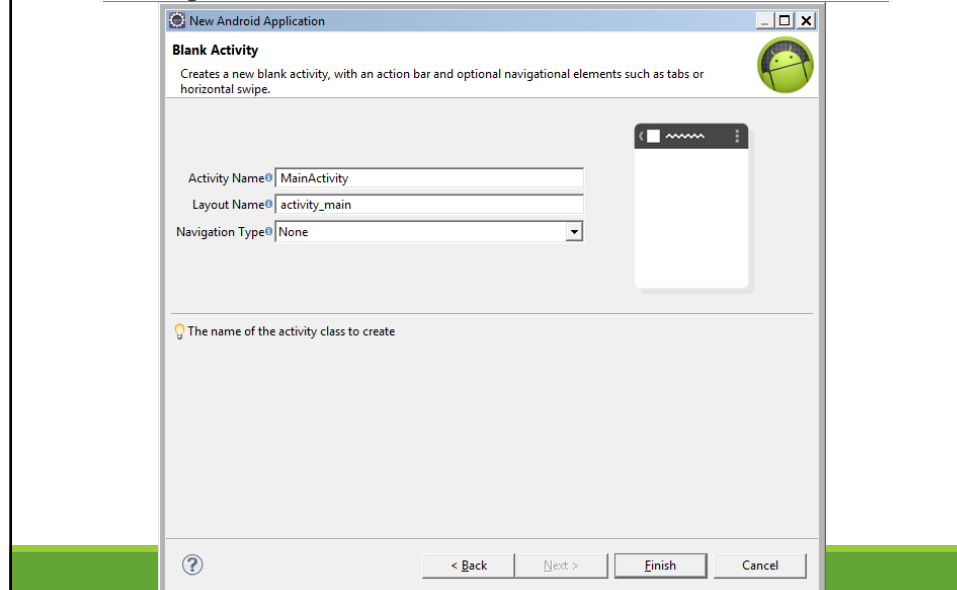 New Android Application
Blank Activity
Creates a new blank activity, with an action bar and optional navigational elements such as tabs or
horizontal swipe.
Activity Name MainActivity
Layout Name activity_main
Navigation Type None
The name of the activity class to create
?
< Back Next > Finish Cancel